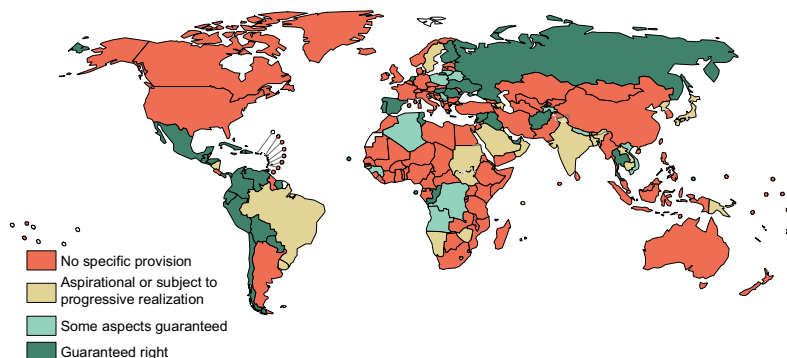 No specific provision
Aspirational or subject to
progressive realization
Some aspects guaranteed
Guaranteed right